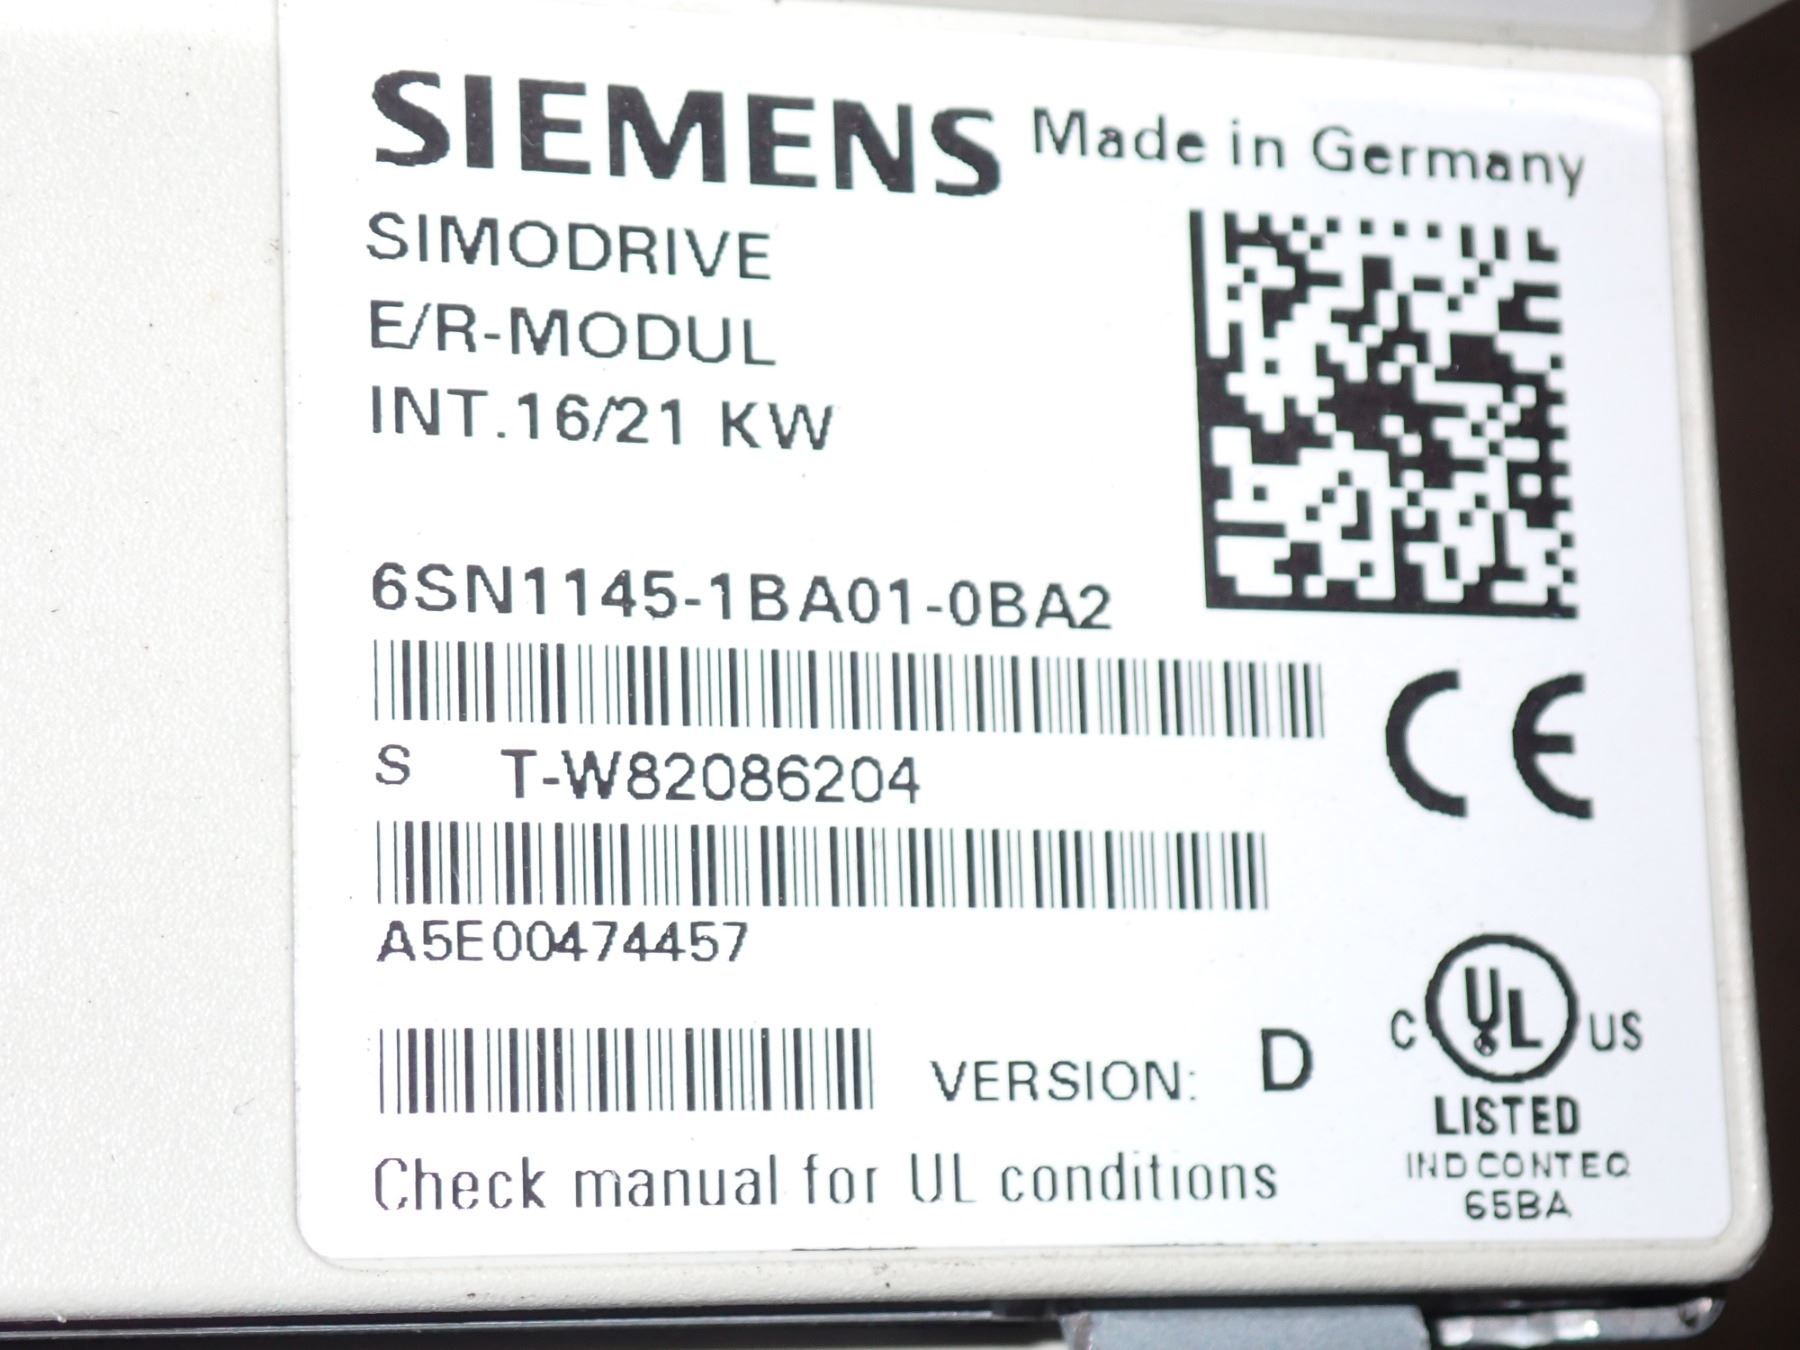 SIEMENS Made in Germany
SIMODRIVE
E/R-MODUL
INT.16/21 KW
6SN1145-1BA01-0BA2
CE
S T-W82086204
A5E00474457
VERSION: D
C UL US
LISTED
IND CONT EQ
65BA
Check manual for UL conditions